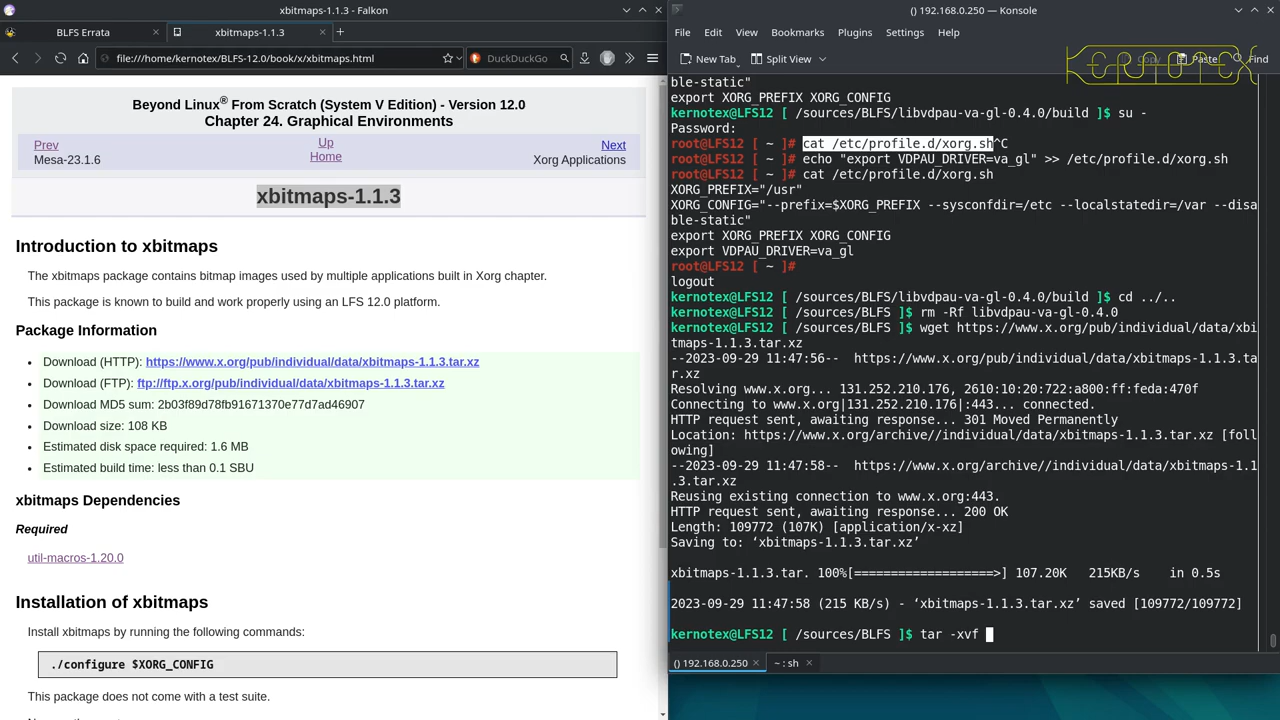 xbitmaps-1.1.3 - Falkon
BLFS Errata
xbitmaps-1.1.3
file:///home/kernotex/BLFS-12.0/book/x/xbitmaps.html
DuckDuckGo
Beyond Linux® From Scratch (System V Edition) - Version 12.0
Chapter 24. Graphical Environments
Prev
Up
Next
Mesa-23.1.6
Home
Xorg Applications
xbitmaps-1.1.3
Introduction to xbitmaps
The xbitmaps package contains bitmap images used by multiple applications built in Xorg chapter.
This package is known to build and work properly using an LFS 12.0 platform.
Package Information
• Download (HTTP): https://www.x.org/pub/individual/data/xbitmaps-1.1.3.tar.xz
• Download (FTP): ftp://ftp.x.org/pub/individual/data/xbitmaps-1.1.3.tar.xz
• Download MD5 sum: 2b03f89d78fb91671370e77d7ad46907
• Download size: 108 KB
• Estimated disk space required: 1.6 MB
• Estimated build time: less than 0.1 SBU
xbitmaps Dependencies
Required
util-macros-1.20.0
Installation of xbitmaps
Install xbitmaps by running the following commands:
./configure $XORG_CONFIG
This package does not come with a test suite.
() 192.168.0.250 — Konsole
File Edit View Bookmarks Plugins Settings Help
New Tab Split View Copy Paste Find
KERNOTEX
ble-static"
export XORG_PREFIX XORG_CONFIG
kernotex@LFS12 [ /sources/BLFS/libvdpau-va-gl-0.4.0/build ]$ su -
Password:
root@LFS12 [ ~ ]# cat /etc/profile.d/xorg.sh^C
root@LFS12 [ ~ ]# echo "export VDPAU_DRIVER=va_gl" >> /etc/profile.d/xorg.sh
root@LFS12 [ ~ ]# cat /etc/profile.d/xorg.sh
XORG_PREFIX="/usr"
XORG_CONFIG="--prefix=$XORG_PREFIX --sysconfdir=/etc --localstatedir=/var --disa
ble-static"
export XORG_PREFIX XORG_CONFIG
export VDPAU_DRIVER=va_gl
root@LFS12 [ ~ ]#
logout
kernotex@LFS12 [ /sources/BLFS/libvdpau-va-gl-0.4.0/build ]$ cd ../..
kernotex@LFS12 [ /sources/BLFS ]$ rm -Rf libvdpau-va-gl-0.4.0
kernotex@LFS12 [ /sources/BLFS ]$ wget https://www.x.org/pub/individual/data/xbi
tmaps-1.1.3.tar.xz
--2023-09-29 11:47:56-- https://www.x.org/pub/individual/data/xbitmaps-1.1.3.ta
r.xz
Resolving www.x.org... 131.252.210.176, 2610:10:20:722:a800:ff:feda:470f
Connecting to www.x.org|131.252.210.176|:443... connected.
HTTP request sent, awaiting response... 301 Moved Permanently
Location: https://www.x.org/archive//individual/data/xbitmaps-1.1.3.tar.xz [foll
owing]
--2023-09-29 11:47:58-- https://www.x.org/archive//individual/data/xbitmaps-1.1
.3.tar.xz
Reusing existing connection to www.x.org:443.
HTTP request sent, awaiting response... 200 OK
Length: 109772 (107K) [application/x-xz]
Saving to: ‘xbitmaps-1.1.3.tar.xz’
xbitmaps-1.1.3.tar. 100%[===================>] 107.20K 215KB/s in 0.5s
2023-09-29 11:47:58 (215 KB/s) - ‘xbitmaps-1.1.3.tar.xz’ saved [109772/109772]
kernotex@LFS12 [ /sources/BLFS ]$ tar -xvf
() 192.168.0.250
~ : sh